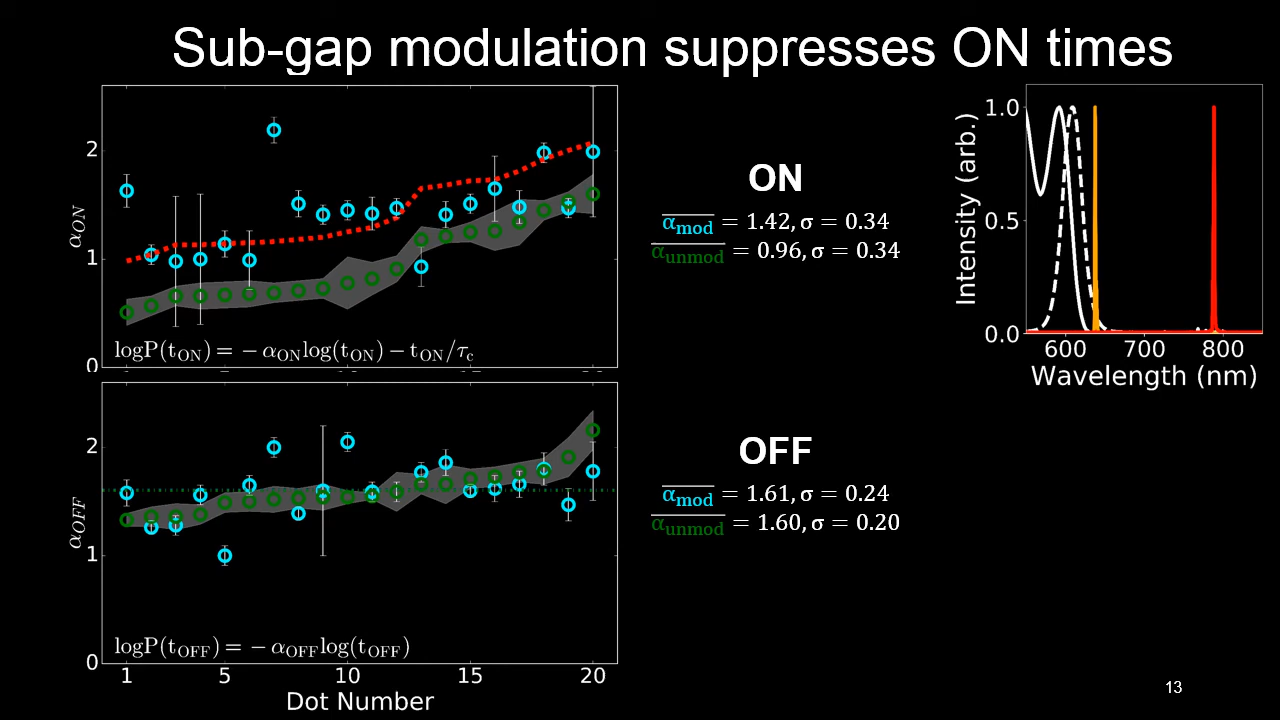 Sub-gap modulation suppresses ON times
α_ON
2
1
0
logP(t_ON) = −α_ON log(t_ON) − t_ON/τ_c
ON
α_mod = 1.42, σ = 0.34
α_unmod = 0.96, σ = 0.34
Intensity (arb.)
1.0
0.5
0.0
600 700 800
Wavelength (nm)
α_OFF
2
1
0
logP(t_OFF) = −α_OFF log(t_OFF)
1 5 10 15 20
Dot Number
OFF
α_mod = 1.61, σ = 0.24
α_unmod = 1.60, σ = 0.20
13